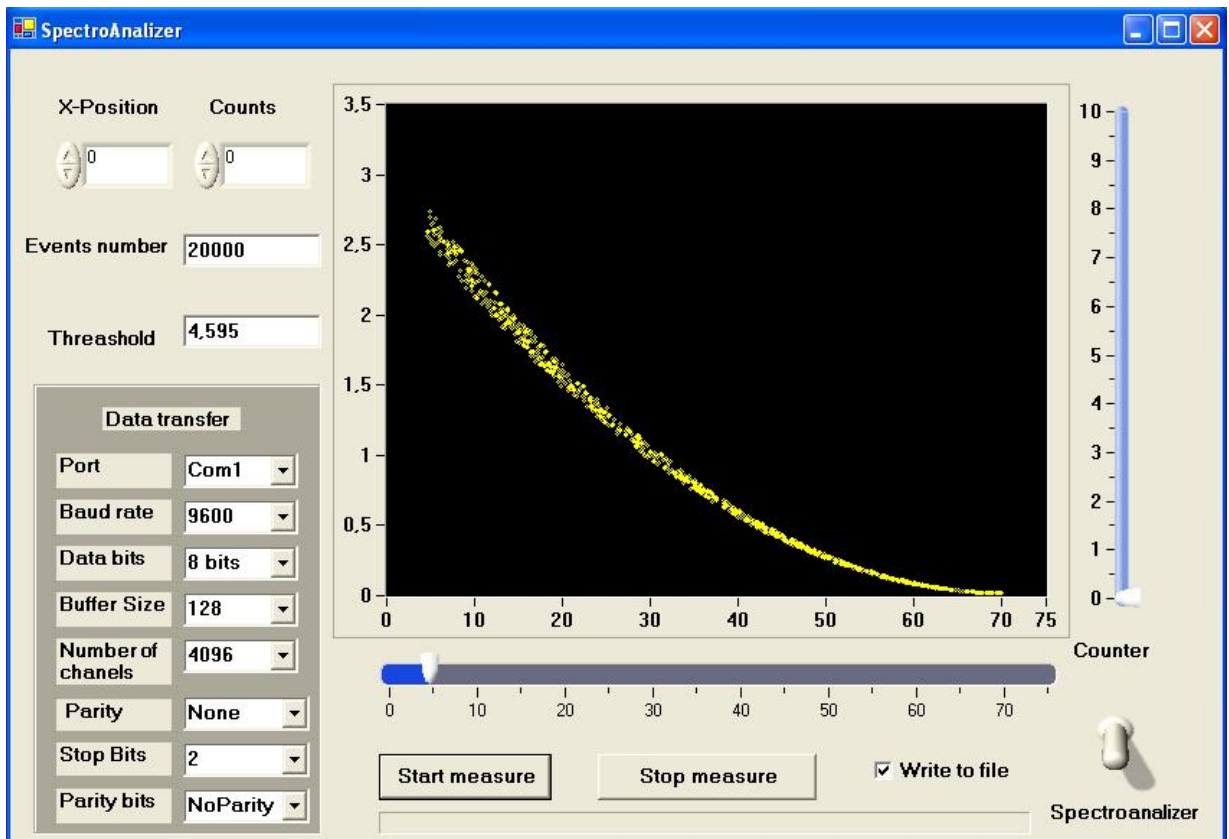 SpectroAnalizer
X-Position
Counts
0
0
Events number
20000
Threashold
4,595
Data transfer
Port
Com1
Baud rate
9600
Data bits
8 bits
Buffer Size
128
Number of
chanels
4096
Parity
None
Stop Bits
2
Parity bits
NoParity
3,5
3
2,5
2
1,5
1
0,5
0
0 10 20 30 40 50 60 70 75
0 10 20 30 40 50 60 70
Start measure
Stop measure
Write to file
10
9
8
7
6
5
4
3
2
1
0
Counter
Spectroanalizer